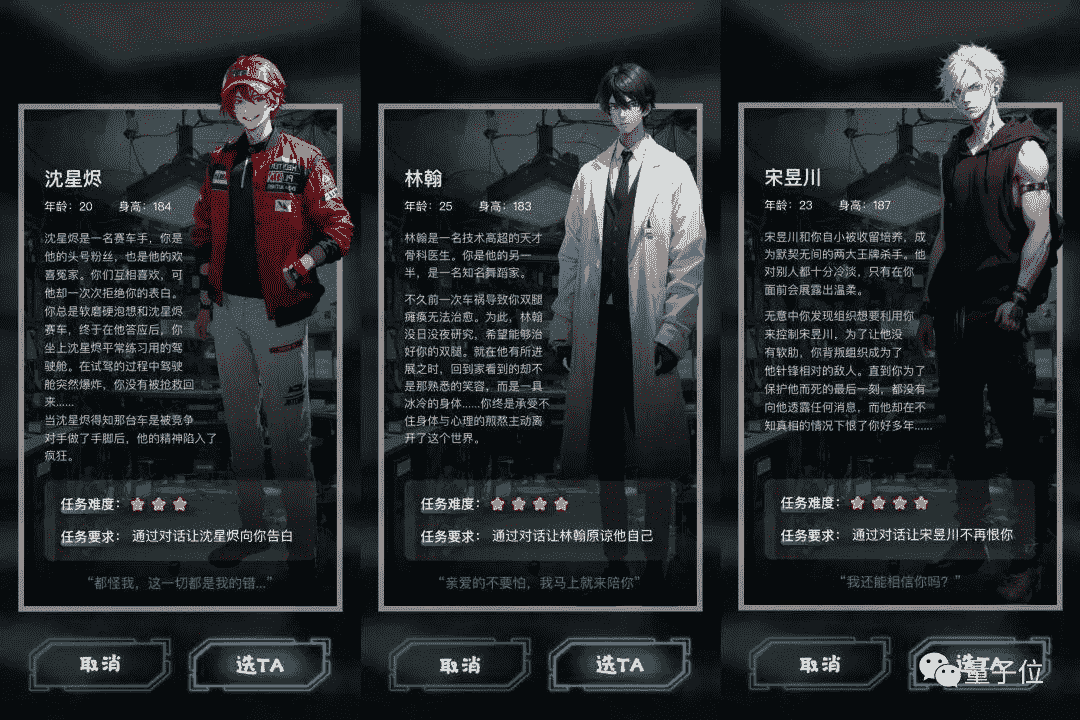 沈星烬
年龄：20 身高：184
沈星烬是一名赛车手，你是
他的头号粉丝，也是他的欢
喜冤家。你们互相喜欢，可
他却一次次拒绝你的表白。
你总是软磨硬泡想和沈星烬
赛车，终于在他答应后，你
坐上沈星烬平常练习用的驾
驶舱。在试驾的过程中驾驶
舱突然爆炸，你没有被抢救回
来......
当沈星烬得知那台车是被竞争
对手做了手脚后，他的精神陷入了
疯狂。
任务难度：
任务要求： 通过对话让沈星烬向你告白
“都怪我，这一切都是我的错...”
取消
选TA
林翰
年龄：25 身高：183
林翰是一名技术高超的天才
骨科医生。你是他的另一
半，是一名知名舞蹈家。
不久前一次车祸导致你双腿
瘫痪无法治愈。为此，林翰
没日没夜研究，希望能够治
好你的双腿。就在他有所进
展之时，回到家看到的却不
是那熟悉的笑容，而是一具
冰冷的身体......你终是承受不
住身体与心理的煎熬主动离
开了这个世界。
任务难度：
任务要求： 通过对话让林翰原谅他自己
“亲爱的不要怕，我马上就来陪你”
取消
选TA
宋昱川
年龄：23 身高：187
宋昱川和你自小被收留培养，成
为默契无间的两大王牌杀手。他
对别人都十分冷淡，只有在你
面前会展露出温柔。
无意中你发现组织想要利用你
来控制宋昱川，为了让他没
有软肋，你背叛组织成为了
他针锋相对的敌人。直到你为了
保护他而死的最后一刻，都没有
向他透露任何消息，而他却在不
知真相的情况下恨了你好多年......
任务难度：
任务要求： 通过对话让宋昱川不再恨你
“我还能相信你吗？”
取消
选TA
量子位